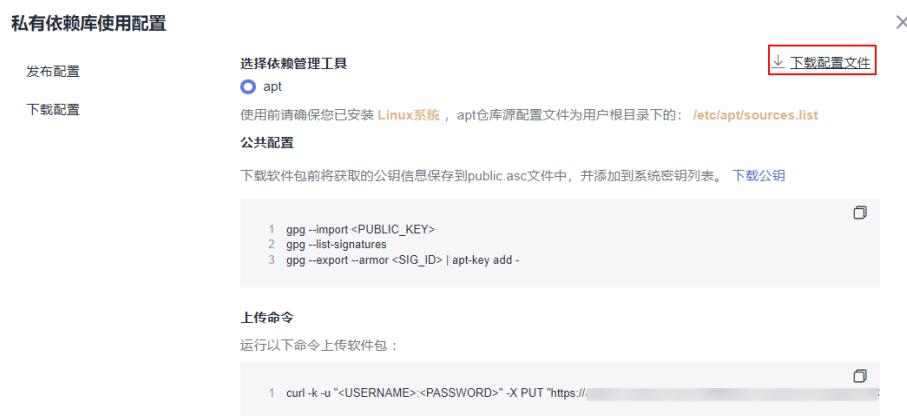 私有依赖库使用配置
发布配置
下载配置
选择依赖管理工具
下载配置文件
apt
使用前请确保您已安装 Linux系统 ，apt仓库源配置文件为用户根目录下的： /etc/apt/sources.list
公共配置
下载软件包前将获取的公钥信息保存到public.asc文件中，并添加到系统密钥列表。 下载公钥
1 gpg --import <PUBLIC_KEY>
2 gpg --list-signatures
3 gpg --export --armor <SIG_ID> | apt-key add -
上传命令
运行以下命令上传软件包：
1 curl -k -u "<USERNAME>:<PASSWORD>" -X PUT "https://